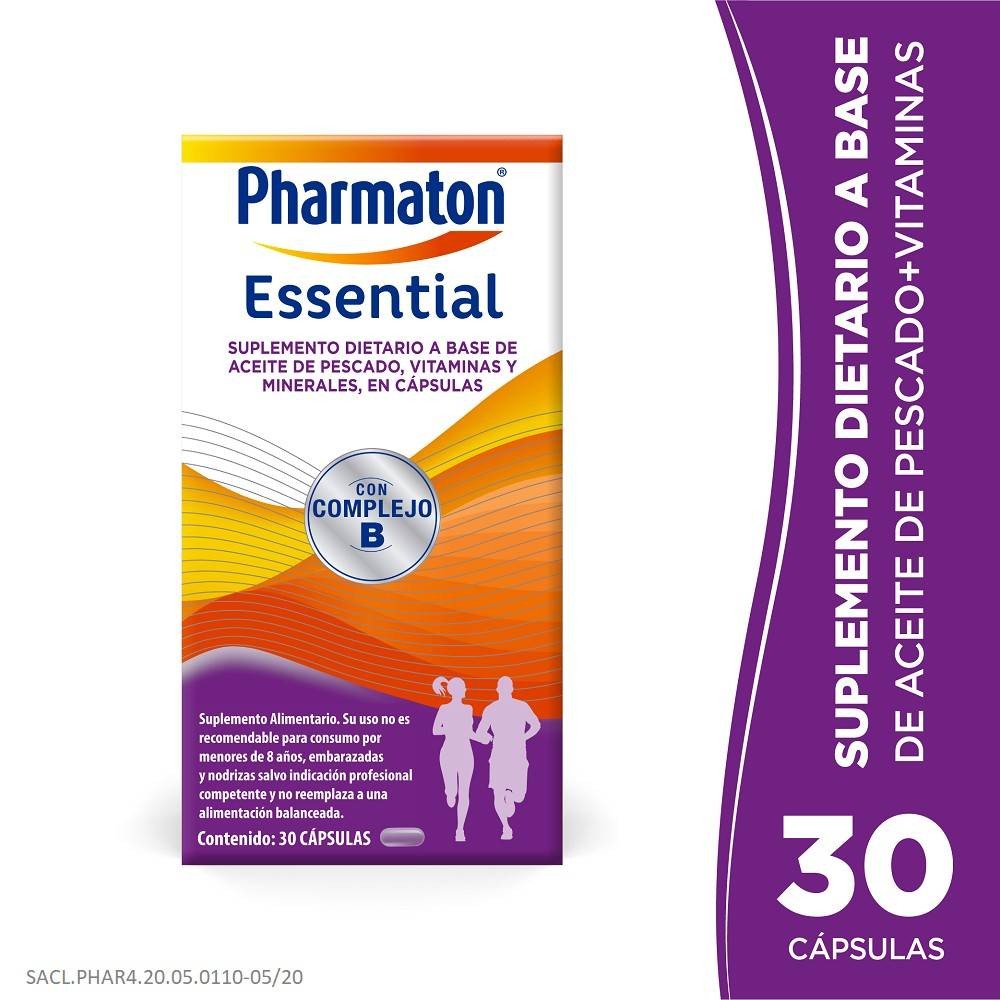 Pharmaton®
Essential
SUPLEMENTO DIETARIO A BASE DE
ACEITE DE PESCADO, VITAMINAS Y
MINERALES, EN CÁPSULAS
CON
COMPLEJO
B
Suplemento Alimentario. Su uso no es
recomendable para consumo por
menores de 8 años, embarazadas
y nodrizas salvo indicación profesional
competente y no reemplaza a una
alimentación balanceada.
Contenido: 30 CÁPSULAS
SUPLEMENTO DIETARIO A BASE
DE ACEITE DE PESCADO+VITAMINAS
30
CÁPSULAS
SACL.PHAR4.20.05.0110-05/20